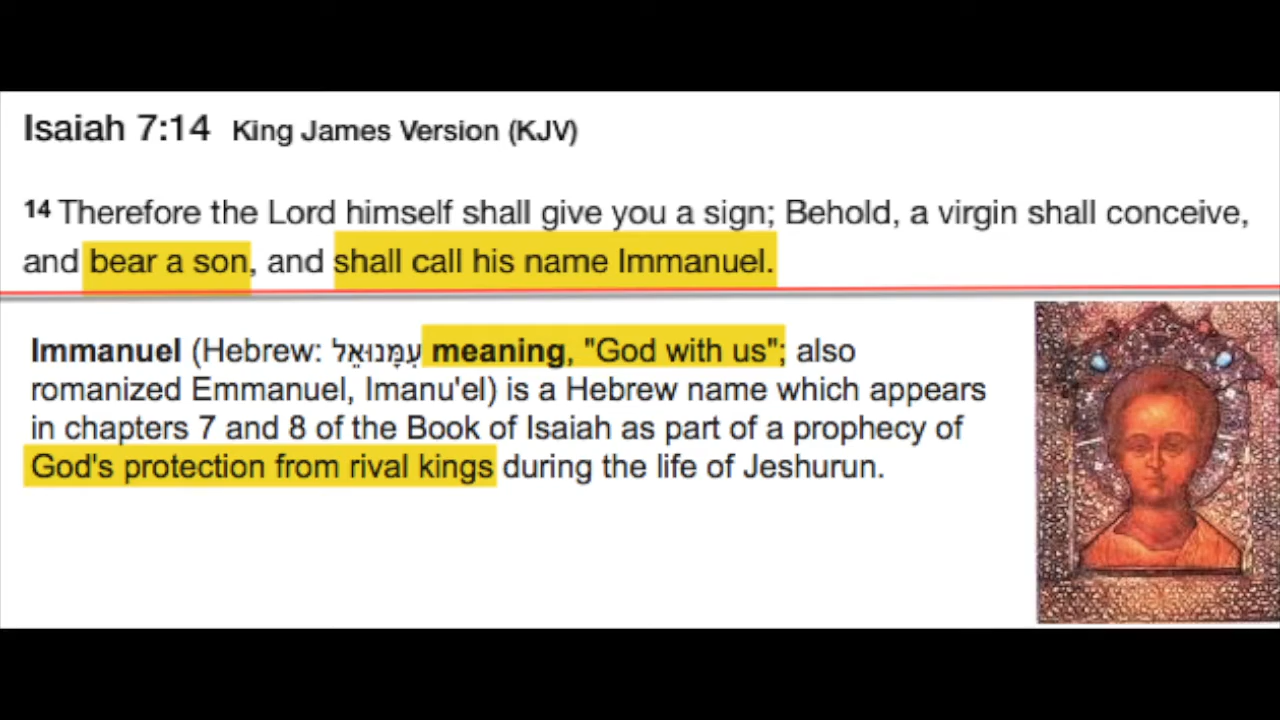 Isaiah 7:14 King James Version (KJV)
14 Therefore the Lord himself shall give you a sign; Behold, a virgin shall conceive,
and bear a son, and shall call his name Immanuel.
Immanuel (Hebrew: עִמָּנוּאֵל meaning, "God with us"; also
romanized Emmanuel, Imanu'el) is a Hebrew name which appears
in chapters 7 and 8 of the Book of Isaiah as part of a prophecy of
God's protection from rival kings during the life of Jeshurun.